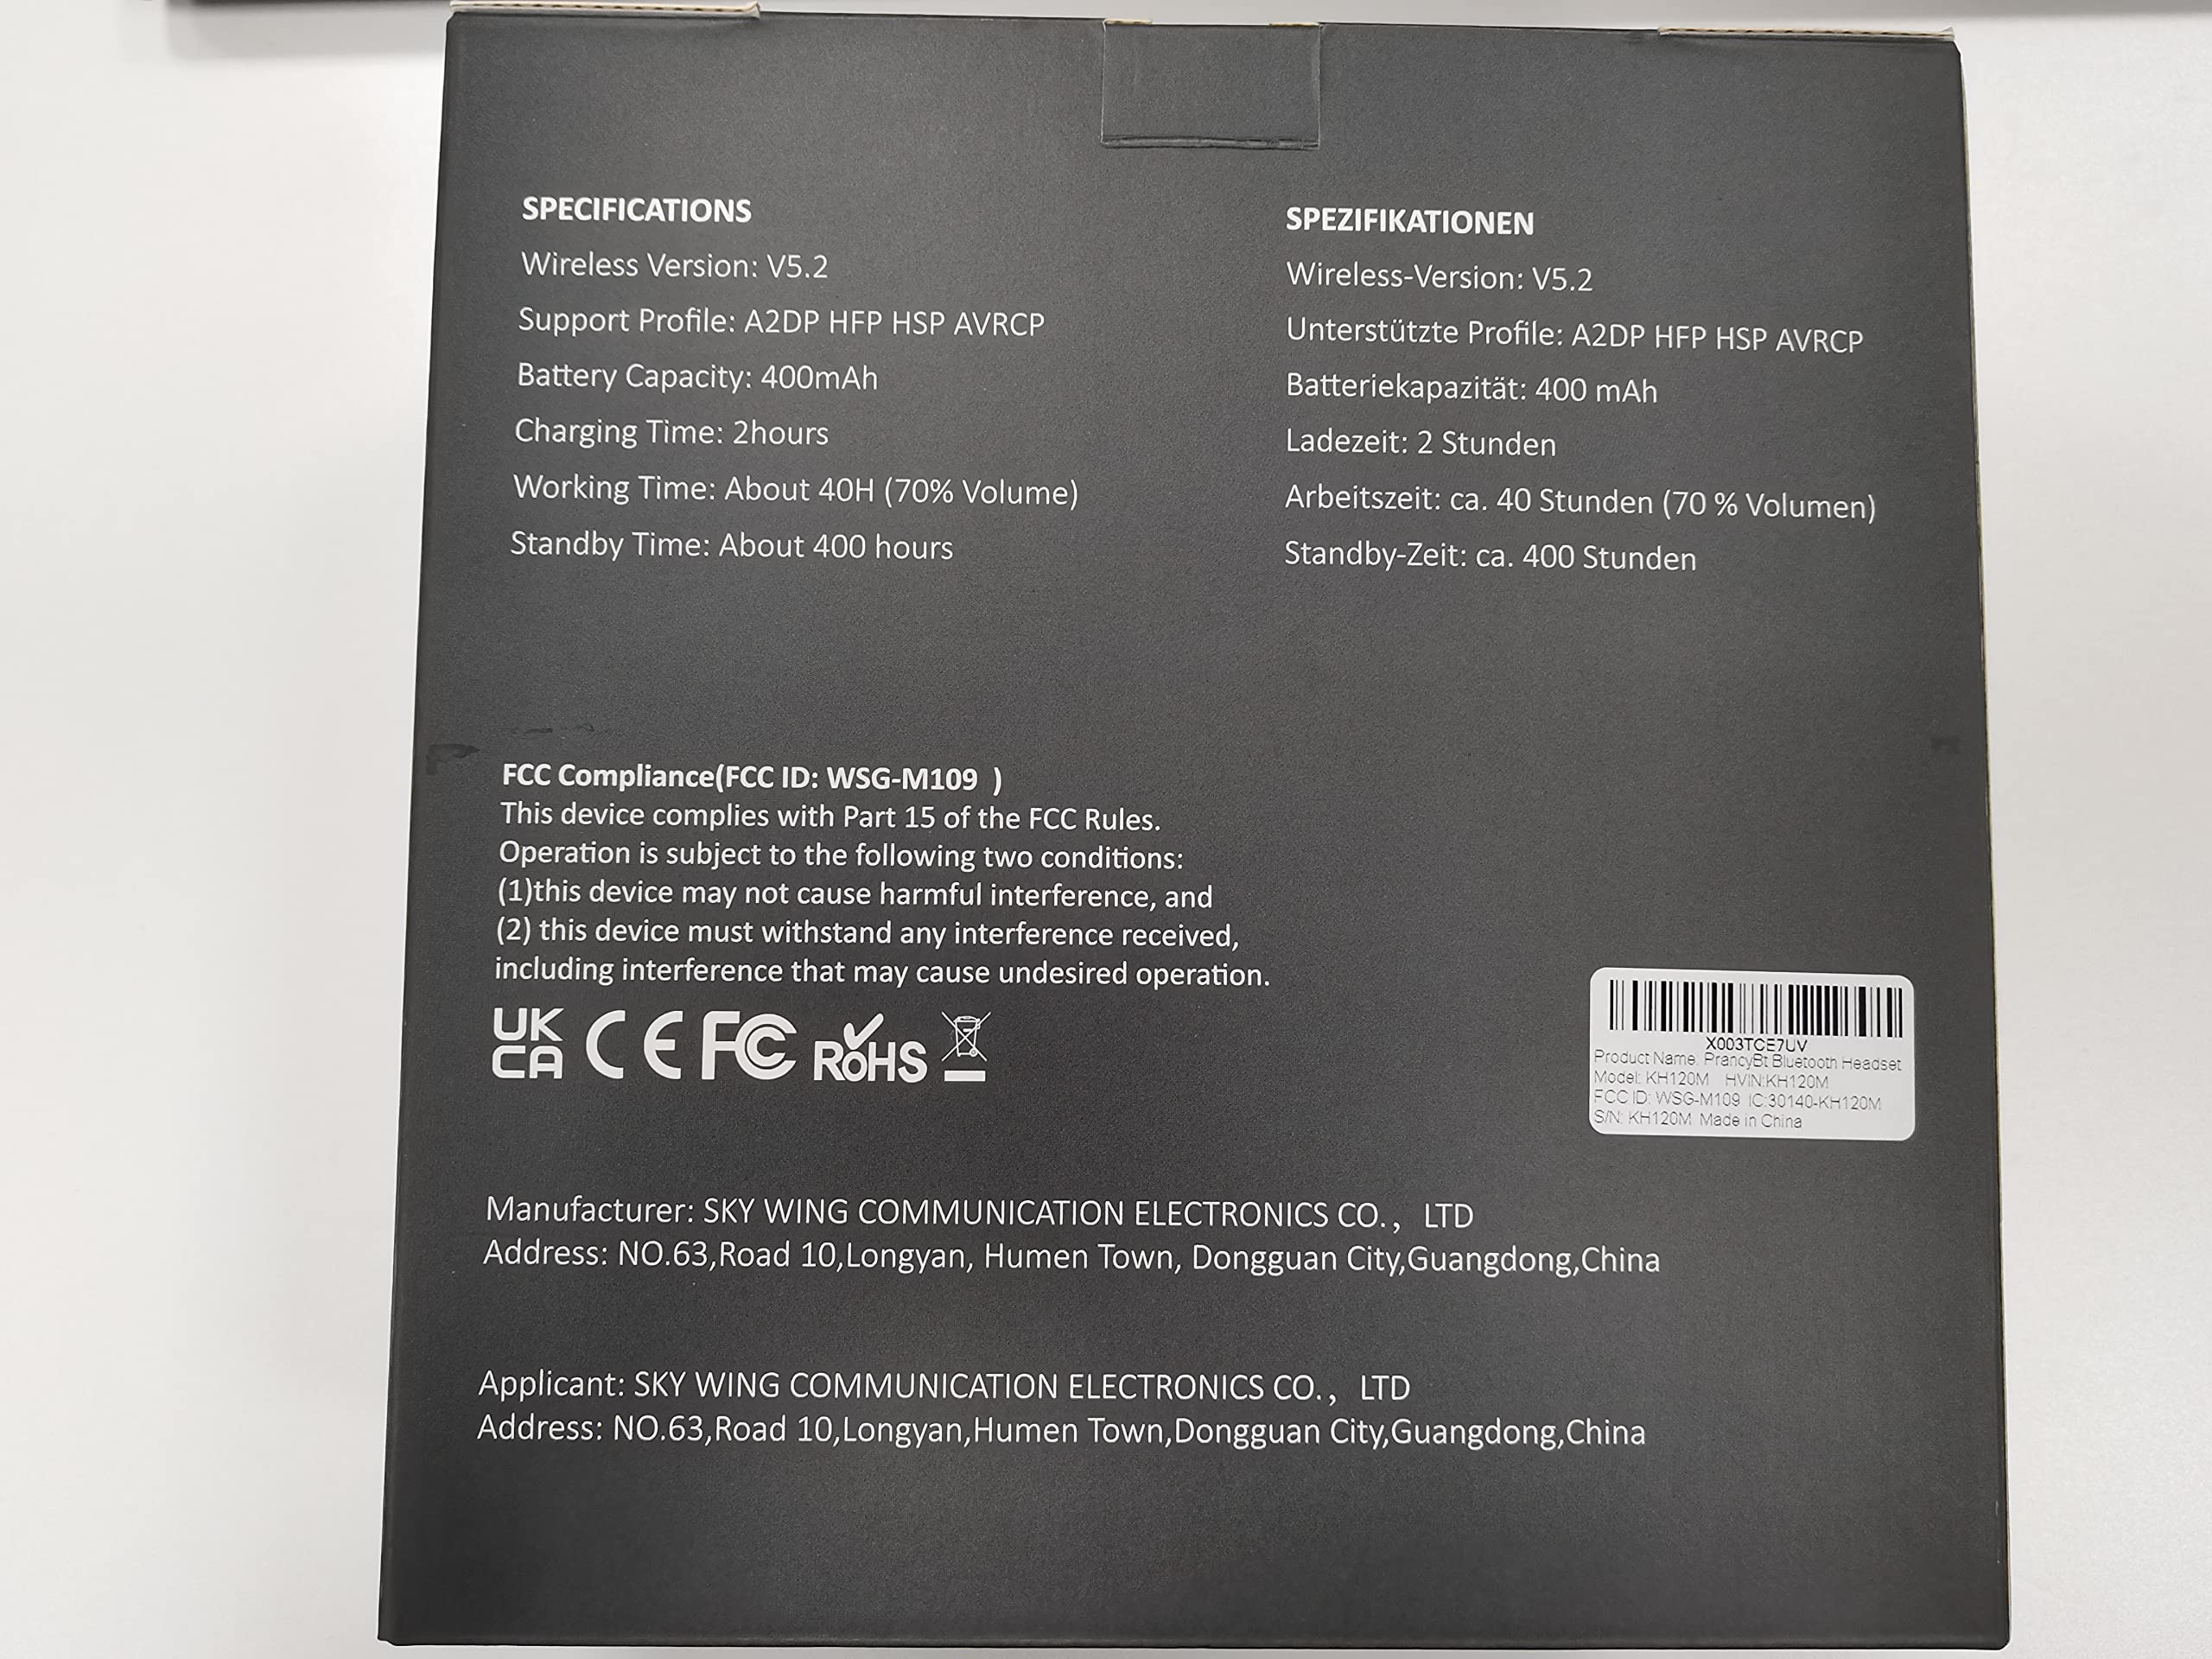 SPECIFICATIONS
Wireless Version: V5.2
Support Profile: A2DP HFP HSP AVRCP
Battery Capacity: 400mAh
Charging Time: 2hours
Working Time: About 40H (70% Volume)
Standby Time: About 400 hours
SPEZIFIKATIONEN
Wireless-Version: V5.2
Unterstützte Profile: A2DP HFP HSP AVRCP
Batteriekapazität: 400 mAh
Ladezeit: 2 Stunden
Arbeitszeit: ca. 40 Stunden (70 % Volumen)
Standby-Zeit: ca. 400 Stunden
FCC Compliance(FCC ID: WSG-M109 )
This device complies with Part 15 of the FCC Rules.
Operation is subject to the following two conditions:
(1)this device may not cause harmful interference, and
(2) this device must withstand any interference received,
including interference that may cause undesired operation.
UK
CA CE FC RoHS
X003TCE7UV
Product Name. PrancyBt Bluetooth Headset
Model: KH120M HVIN:KH120M
FCC ID: WSG-M109 IC:30140-KH120M
S/N: KH120M Made in China
Manufacturer: SKY WING COMMUNICATION ELECTRONICS CO.，LTD
Address: NO.63,Road 10,Longyan, Humen Town, Dongguan City,Guangdong,China
Applicant: SKY WING COMMUNICATION ELECTRONICS CO.，LTD
Address: NO.63,Road 10,Longyan,Humen Town,Dongguan City,Guangdong,China